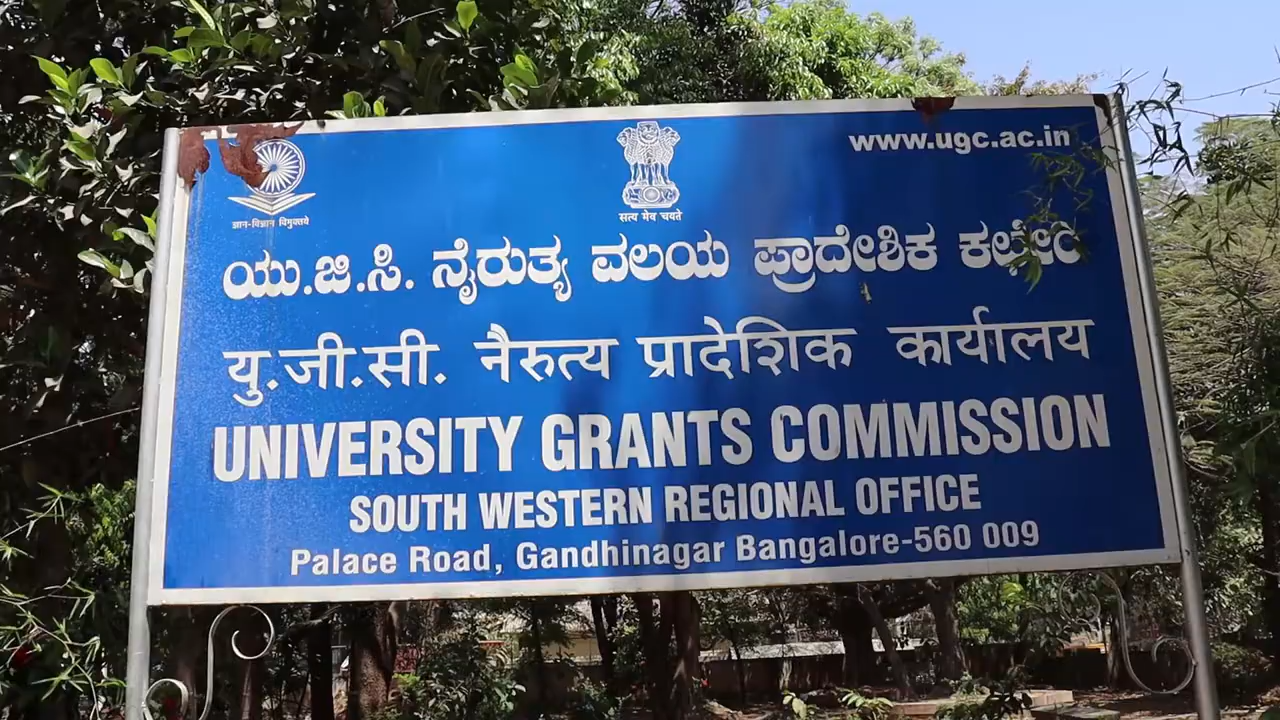 www.ugc.ac.in
ज्ञान-विज्ञान विमुक्तये
सत्यमेव जयते
ಯು.ಜಿ.ಸಿ. ನೈರುತ್ಯ ವಲಯ ಪ್ರಾದೇಶಿಕ ಕಛೇರಿ
यु.जी.सी. नैरुत्य प्रादेशिक कार्यालय
UNIVERSITY GRANTS COMMISSION
SOUTH WESTERN REGIONAL OFFICE
Palace Road, Gandhinagar Bangalore-560 009